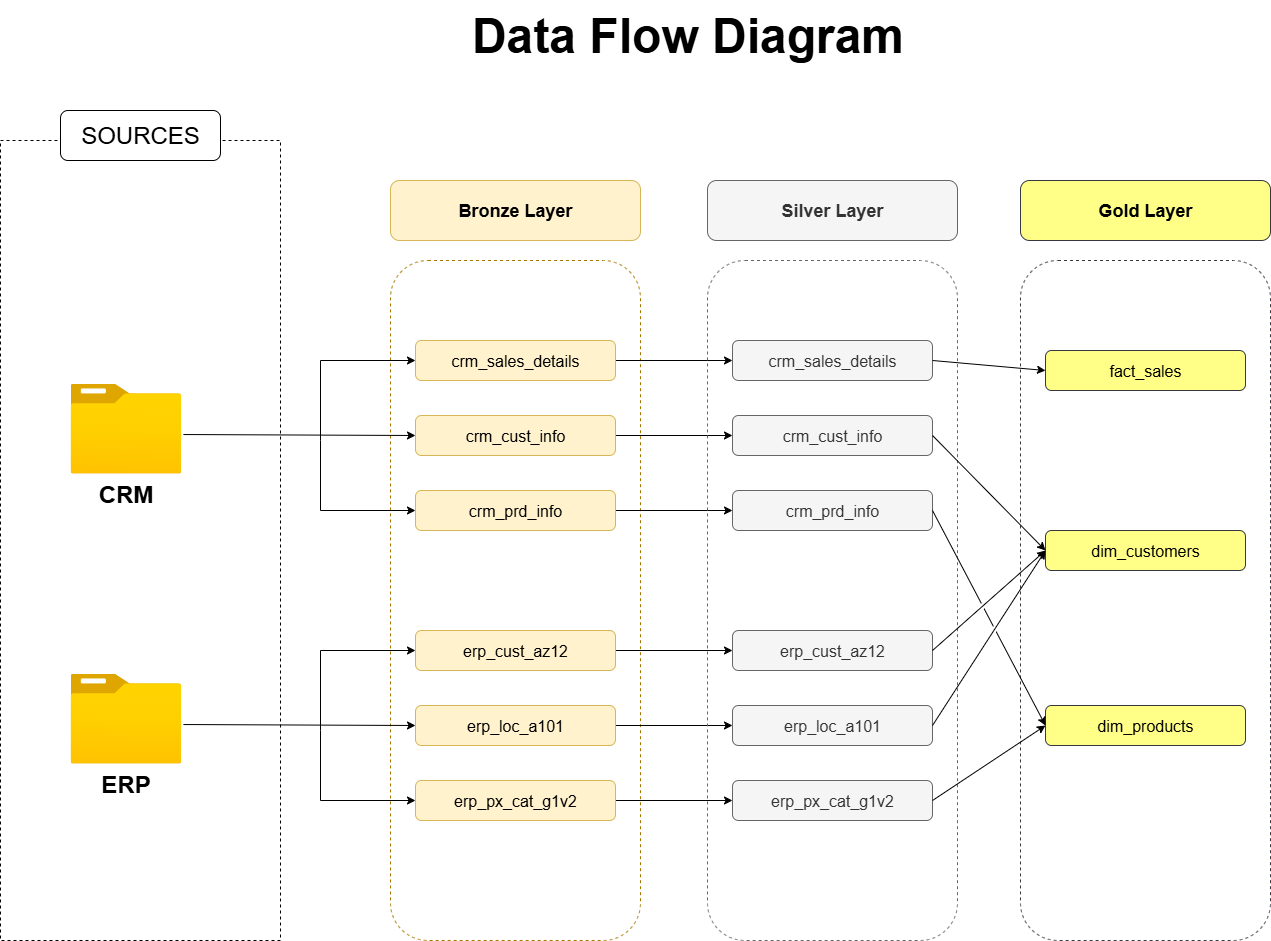 Data Flow Diagram
SOURCES
Bronze Layer
Silver Layer
Gold Layer
crm_sales_details
crm_sales_details
fact_sales
crm_cust_info
crm_cust_info
CRM
crm_prd_info
crm_prd_info
dim_customers
erp_cust_az12
erp_cust_az12
erp_loc_a101
erp_loc_a101
dim_products
ERP
erp_px_cat_g1v2
erp_px_cat_g1v2